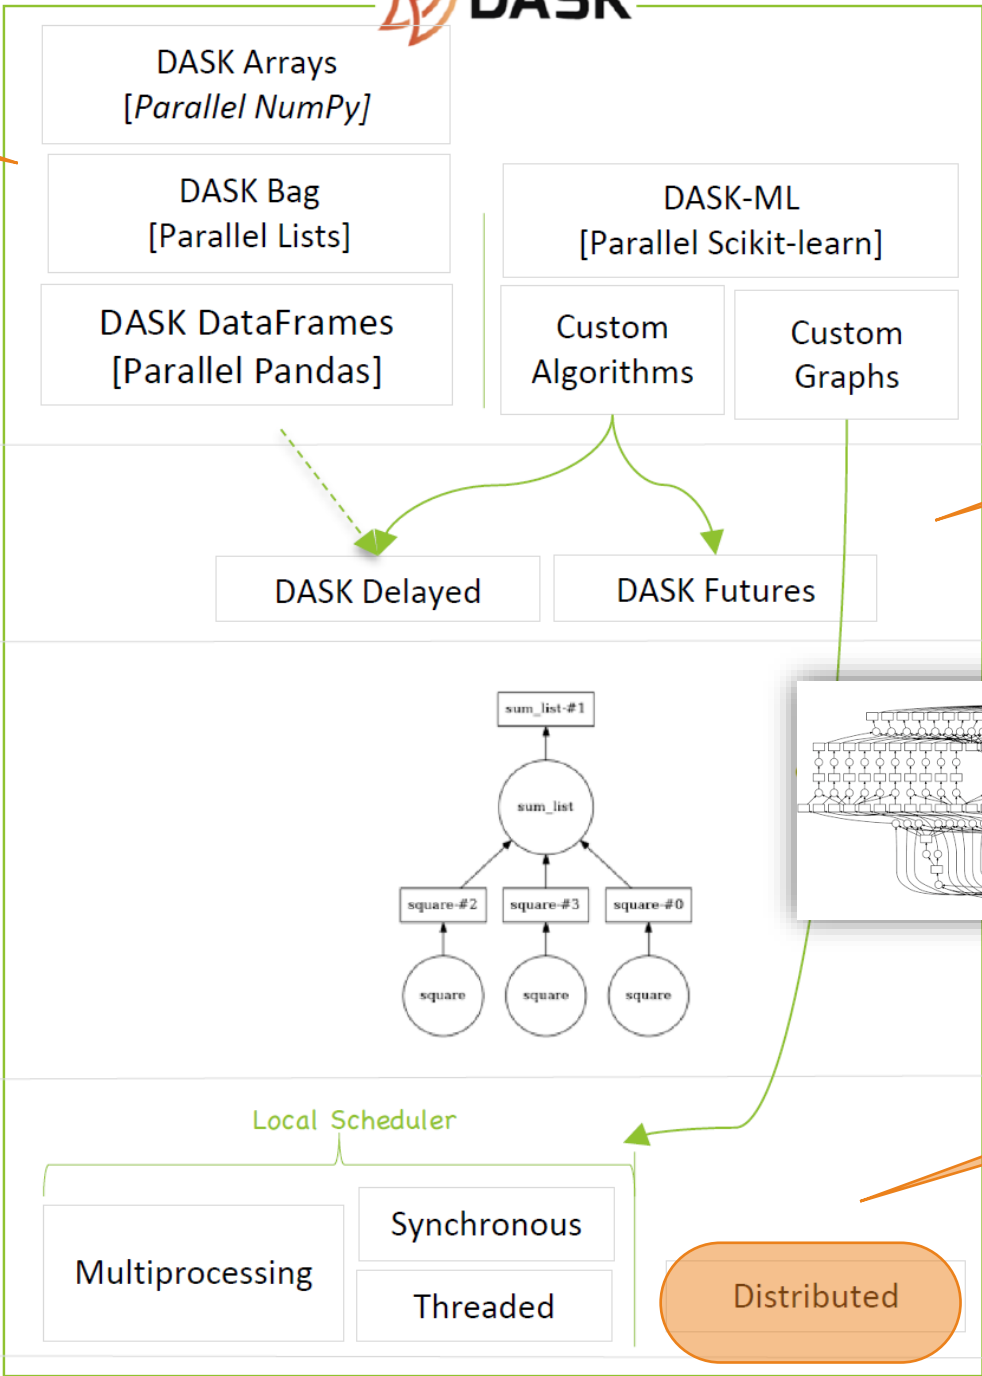 DASK
DASK Arrays
[Parallel NumPy]
DASK Bag
[Parallel Lists]
DASK DataFrames
[Parallel Pandas]
DASK-ML
[Parallel Scikit-learn]
Custom
Algorithms
Custom
Graphs
DASK Delayed
DASK Futures
sum_list-#1
sum_list
square-#2
square-#3
square-#0
square
square
square
Local Scheduler
Multiprocessing
Synchronous
Threaded
Distributed